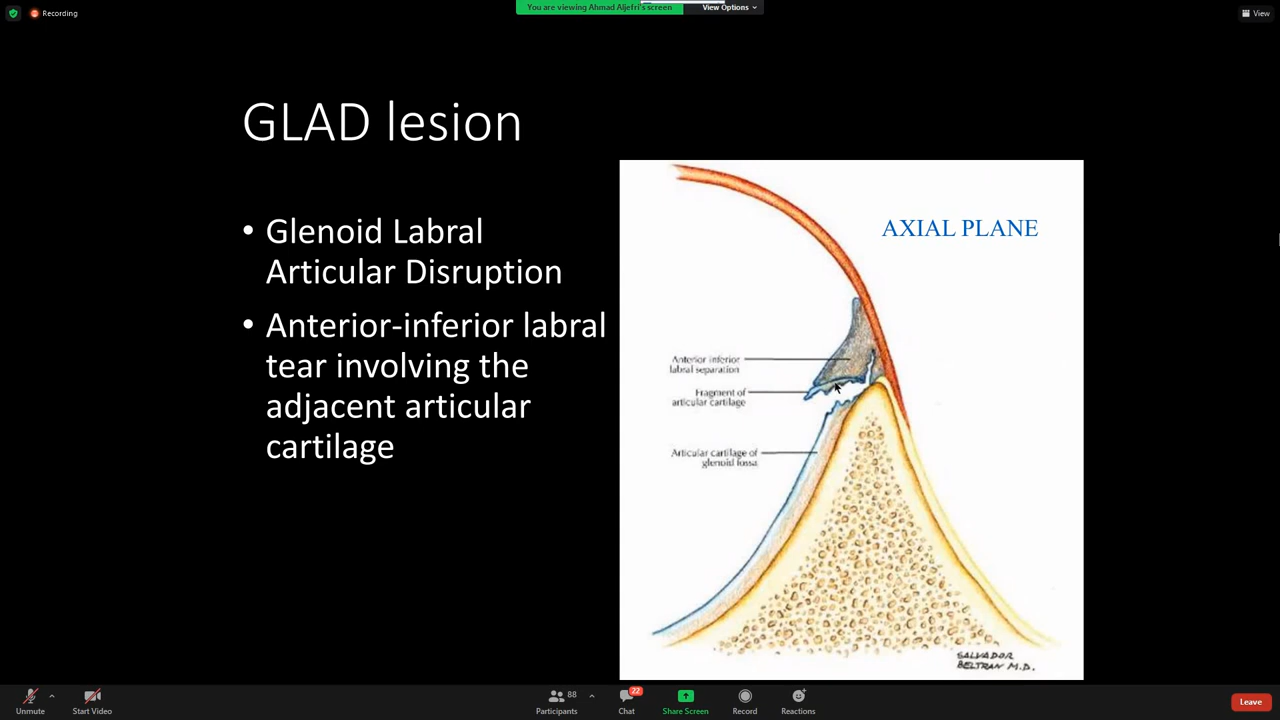 Recording
You are viewing Ahmad Aljefri's screen
View Options
View
GLAD lesion
• Glenoid Labral
Articular Disruption
• Anterior-inferior labral
tear involving the
adjacent articular
cartilage
AXIAL PLANE
Anterior inferior
labral separation
Fragment of
articular cartilage
Articular cartilage of
glenoid fossa
SALVADOR
BELTRAN M.D.
Unmute
Start Video
88
Participants
22
Chat
Share Screen
Record
Reactions
Leave